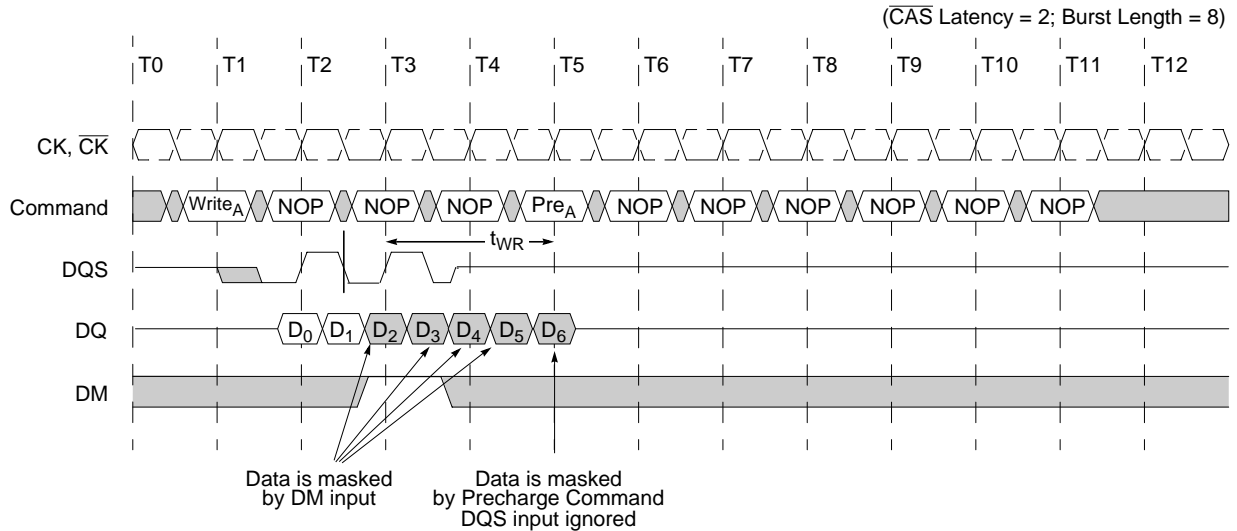 (CAS Latency = 2; Burst Length = 8)
T0 T1 T2 T3 T4 T5 T6 T7 T8 T9 T10 T11 T12
CK, CK
Command WriteA NOP NOP NOP PreA NOP NOP NOP NOP NOP NOP
tWR
DQS
DQ D0 D1 D2 D3 D4 D5 D6
DM
Data is masked
by DM input
Data is masked
by Precharge Command
DQS input ignored